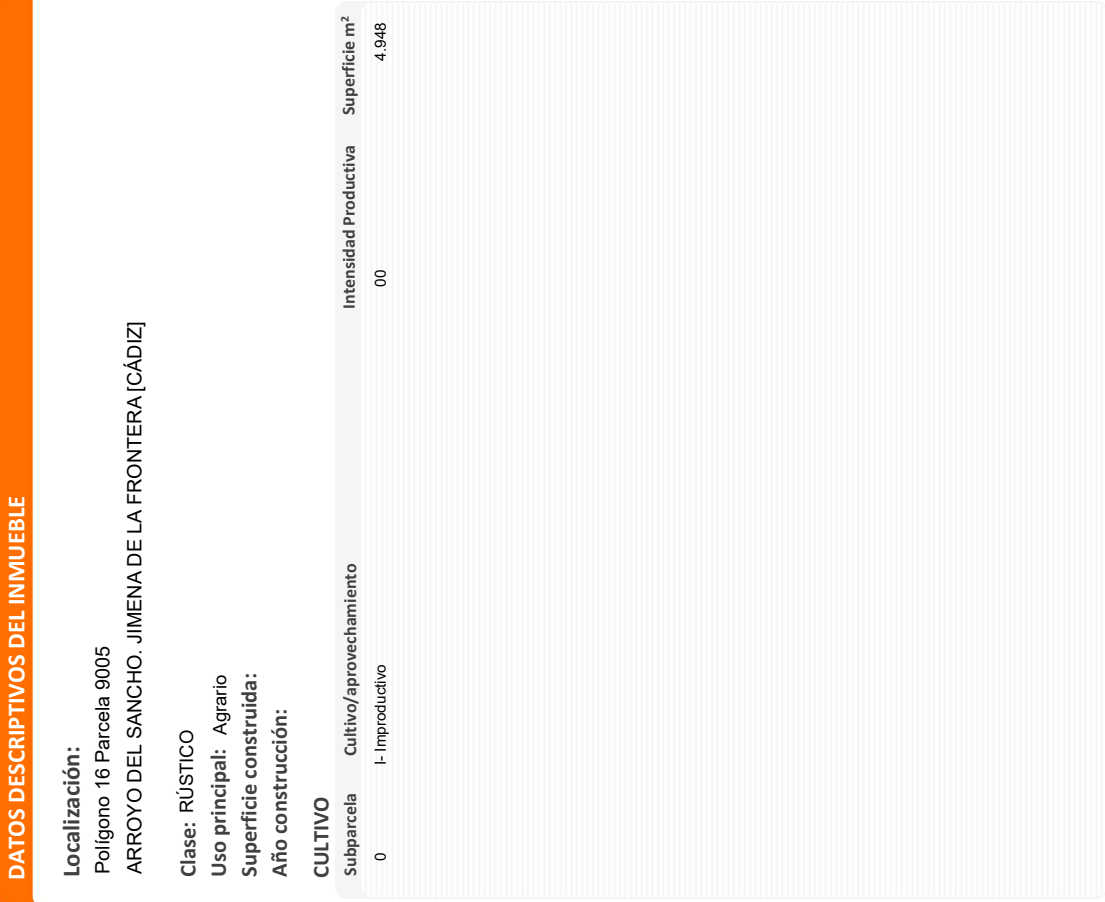 DATOS DESCRIPTIVOS DEL INMUEBLE
Localización:
Polígono 16 Parcela 9005
ARROYO DEL SANCHO. JIMENA DE LA FRONTERA [CÁDIZ]
Clase: RÚSTICO
Uso principal: Agrario
Superficie construida:
Año construcción:
CULTIVO
Subparcela Cultivo/aprovechamiento Intensidad Productiva Superficie m²
0 I- Improductivo 00 4.948